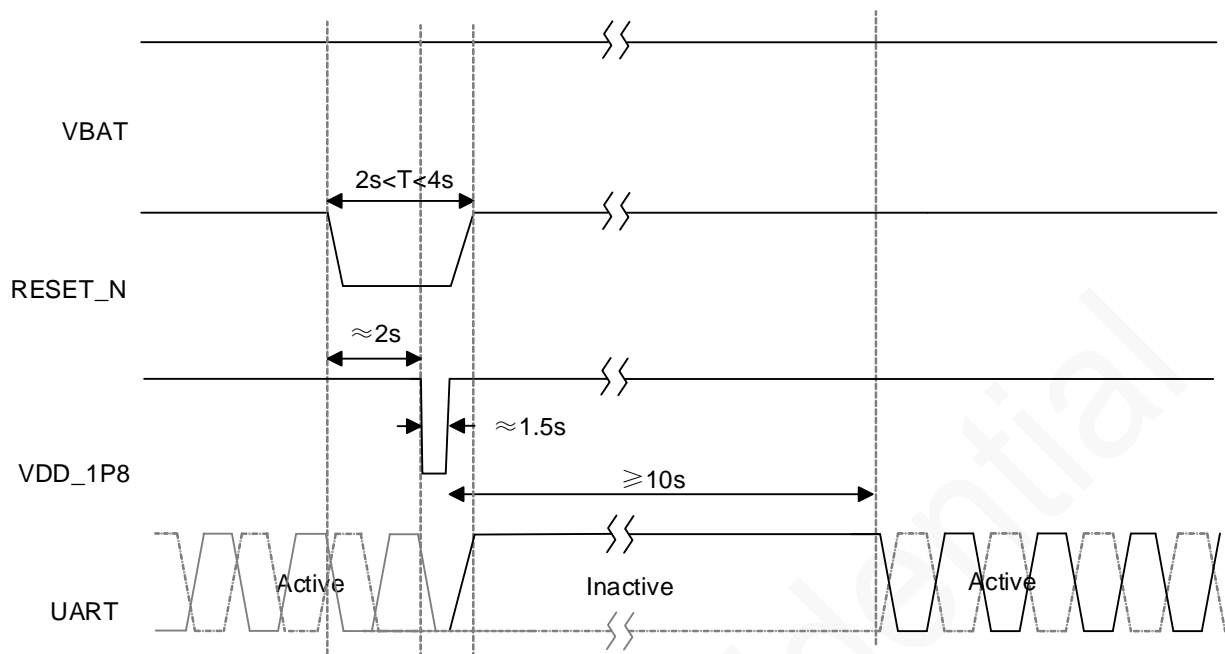 VBAT
2s<T<4s
RESET_N
≈2s
≈1.5s
VDD_1P8
≥10s
Active
Inactive
Active
UART